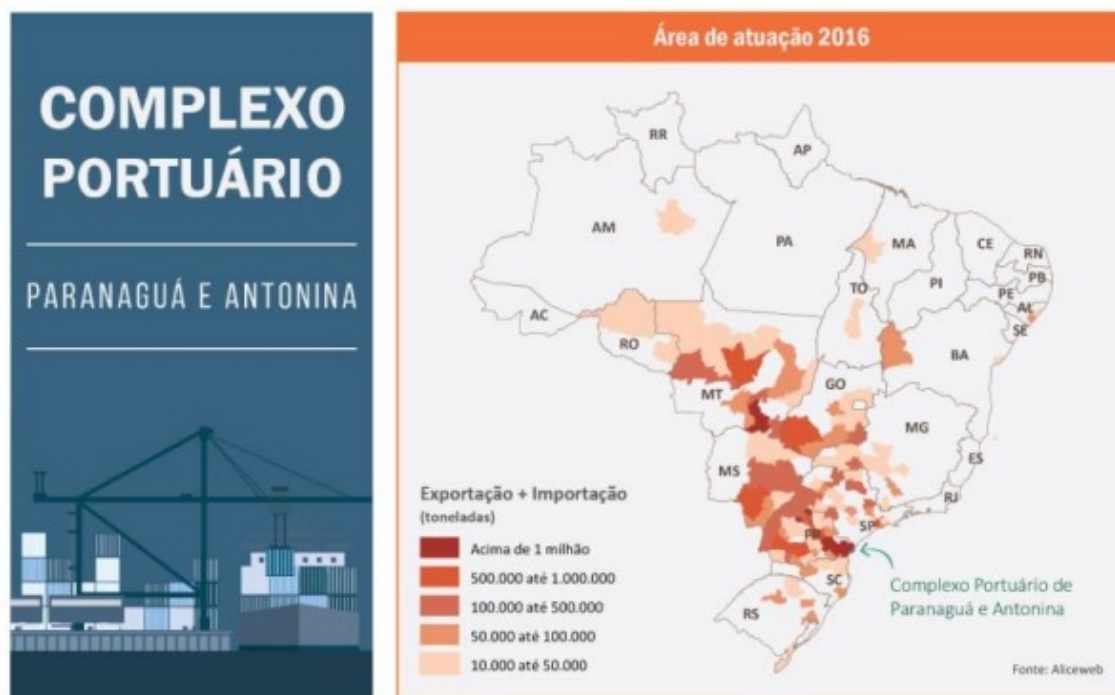 COMPLEXO
PORTUÁRIO
PARANAGUÁ E ANTONINA
Área de atuação 2016
RR
AP
AM
PA
MA
CE
RN
PB
PE
AL
SE
PI
TO
AC
RO
BA
MT
GO
MG
ES
MS
RJ
SP
PR
SC
RS
Exportação + Importação
(toneladas)
Acima de 1 milhão
500.000 até 1.000.000
100.000 até 500.000
50.000 até 100.000
10.000 até 50.000
Complexo Portuário de
Paranaguá e Antonina
Fonte: Aliceweb